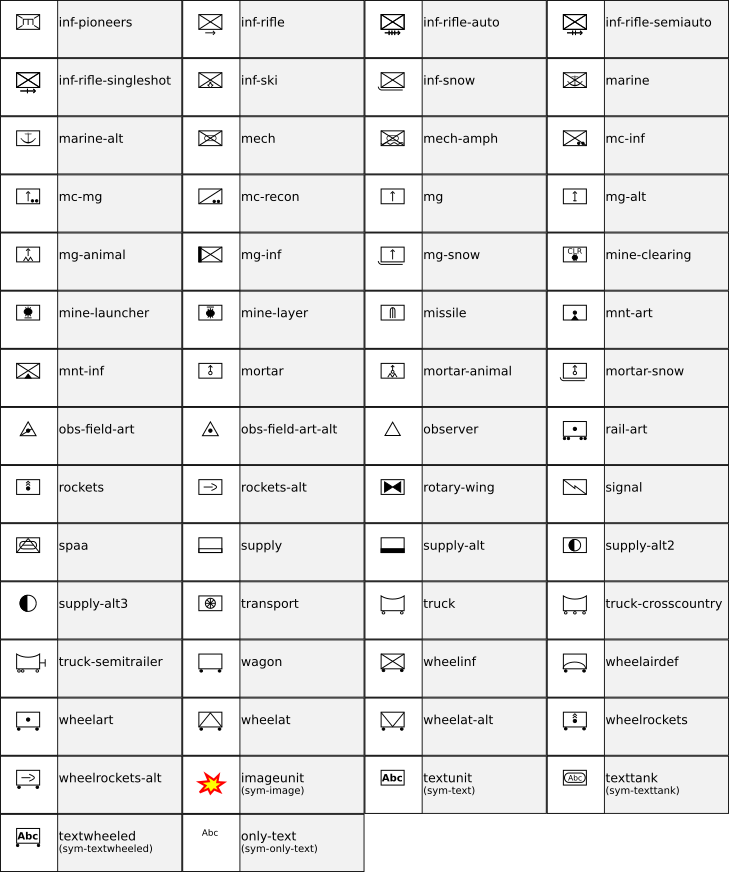 inf-pioneers
inf-rifle
inf-rifle-auto
inf-rifle-semiauto
inf-rifle-singleshot
inf-ski
inf-snow
marine
marine-alt
mech
mech-amph
mc-inf
mc-mg
mc-recon
mg
mg-alt
mg-animal
mg-inf
mg-snow
CLR
mine-clearing
mine-launcher
mine-layer
missile
mnt-art
mnt-inf
mortar
mortar-animal
mortar-snow
obs-field-art
obs-field-art-alt
observer
rail-art
rockets
rockets-alt
rotary-wing
signal
spaa
supply
supply-alt
supply-alt2
supply-alt3
transport
truck
truck-crosscountry
truck-semitrailer
wagon
wheelinf
wheelairdef
wheelart
wheelat
wheelat-alt
wheelrockets
wheelrockets-alt
imageunit
(sym-image)
Abc
textunit
(sym-text)
Abc
texttank
(sym-texttank)
Abc
textwheeled
(sym-textwheeled)
Abc
only-text
(sym-only-text)